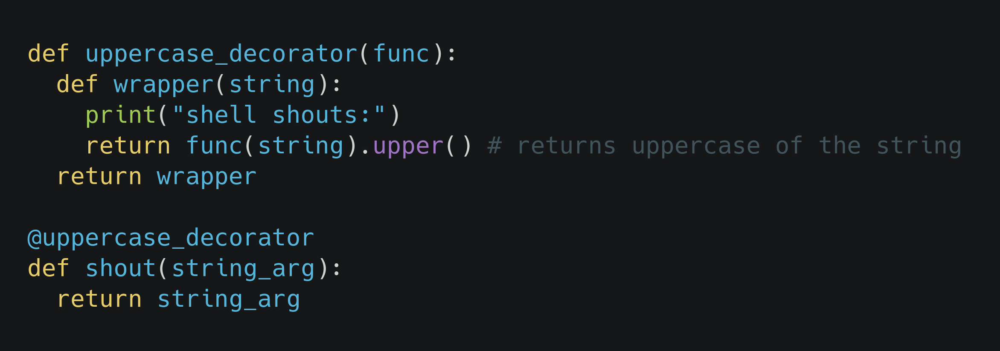 def uppercase_decorator(func):
  def wrapper(string):
    print("shell shouts:")
    return func(string).upper() # returns uppercase of the string
  return wrapper

@uppercase_decorator
def shout(string_arg):
  return string_arg